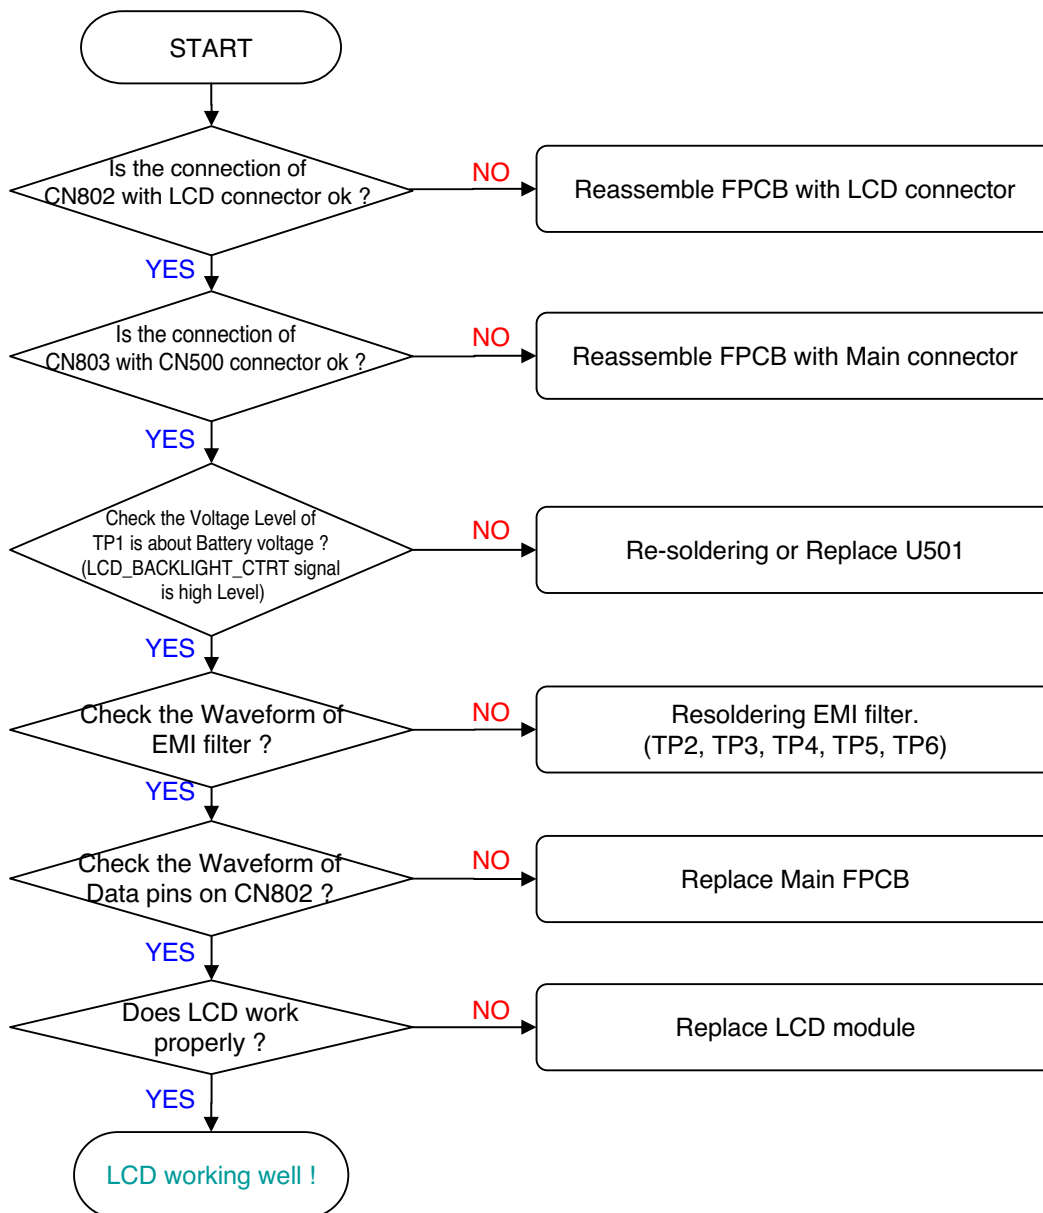 START
Is the connection of
CN802 with LCD connector ok ?
NO
Reassemble FPCB with LCD connector
YES
Is the connection of
CN803 with CN500 connector ok ?
NO
Reassemble FPCB with Main connector
YES
Check the Voltage Level of
TP1 is about Battery voltage ?
(LCD_BACKLIGHT_CTRT signal
is high Level)
NO
Re-soldering or Replace U501
YES
Check the Waveform of
EMI filter ?
NO
Resoldering EMI filter.
(TP2, TP3, TP4, TP5, TP6)
YES
Check the Waveform of
Data pins on CN802 ?
NO
Replace Main FPCB
YES
Does LCD work
properly ?
NO
Replace LCD module
YES
LCD working well !